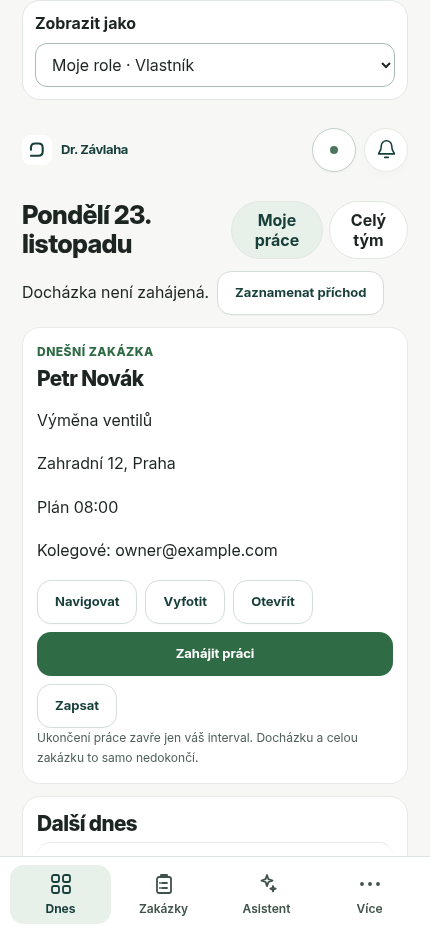 Zobrazit jako
Moje role · Vlastník
Dr. Závlaha
Pondělí 23.
listopadu
Moje
práce
Celý
tým
Docházka není zahájená.
Zaznamenat příchod
DNEŠNÍ ZAKÁZKA
Petr Novák
Výměna ventilů
Zahradní 12, Praha
Plán 08:00
Kolegové: owner@example.com
Navigovat
Vyfotit
Otevřít
Zahájit práci
Zapsat
Ukončení práce zavře jen váš interval. Docházku a celou
zakázku to samo nedokončí.
Další dnes
Dnes
Zakázky
Asistent
Více